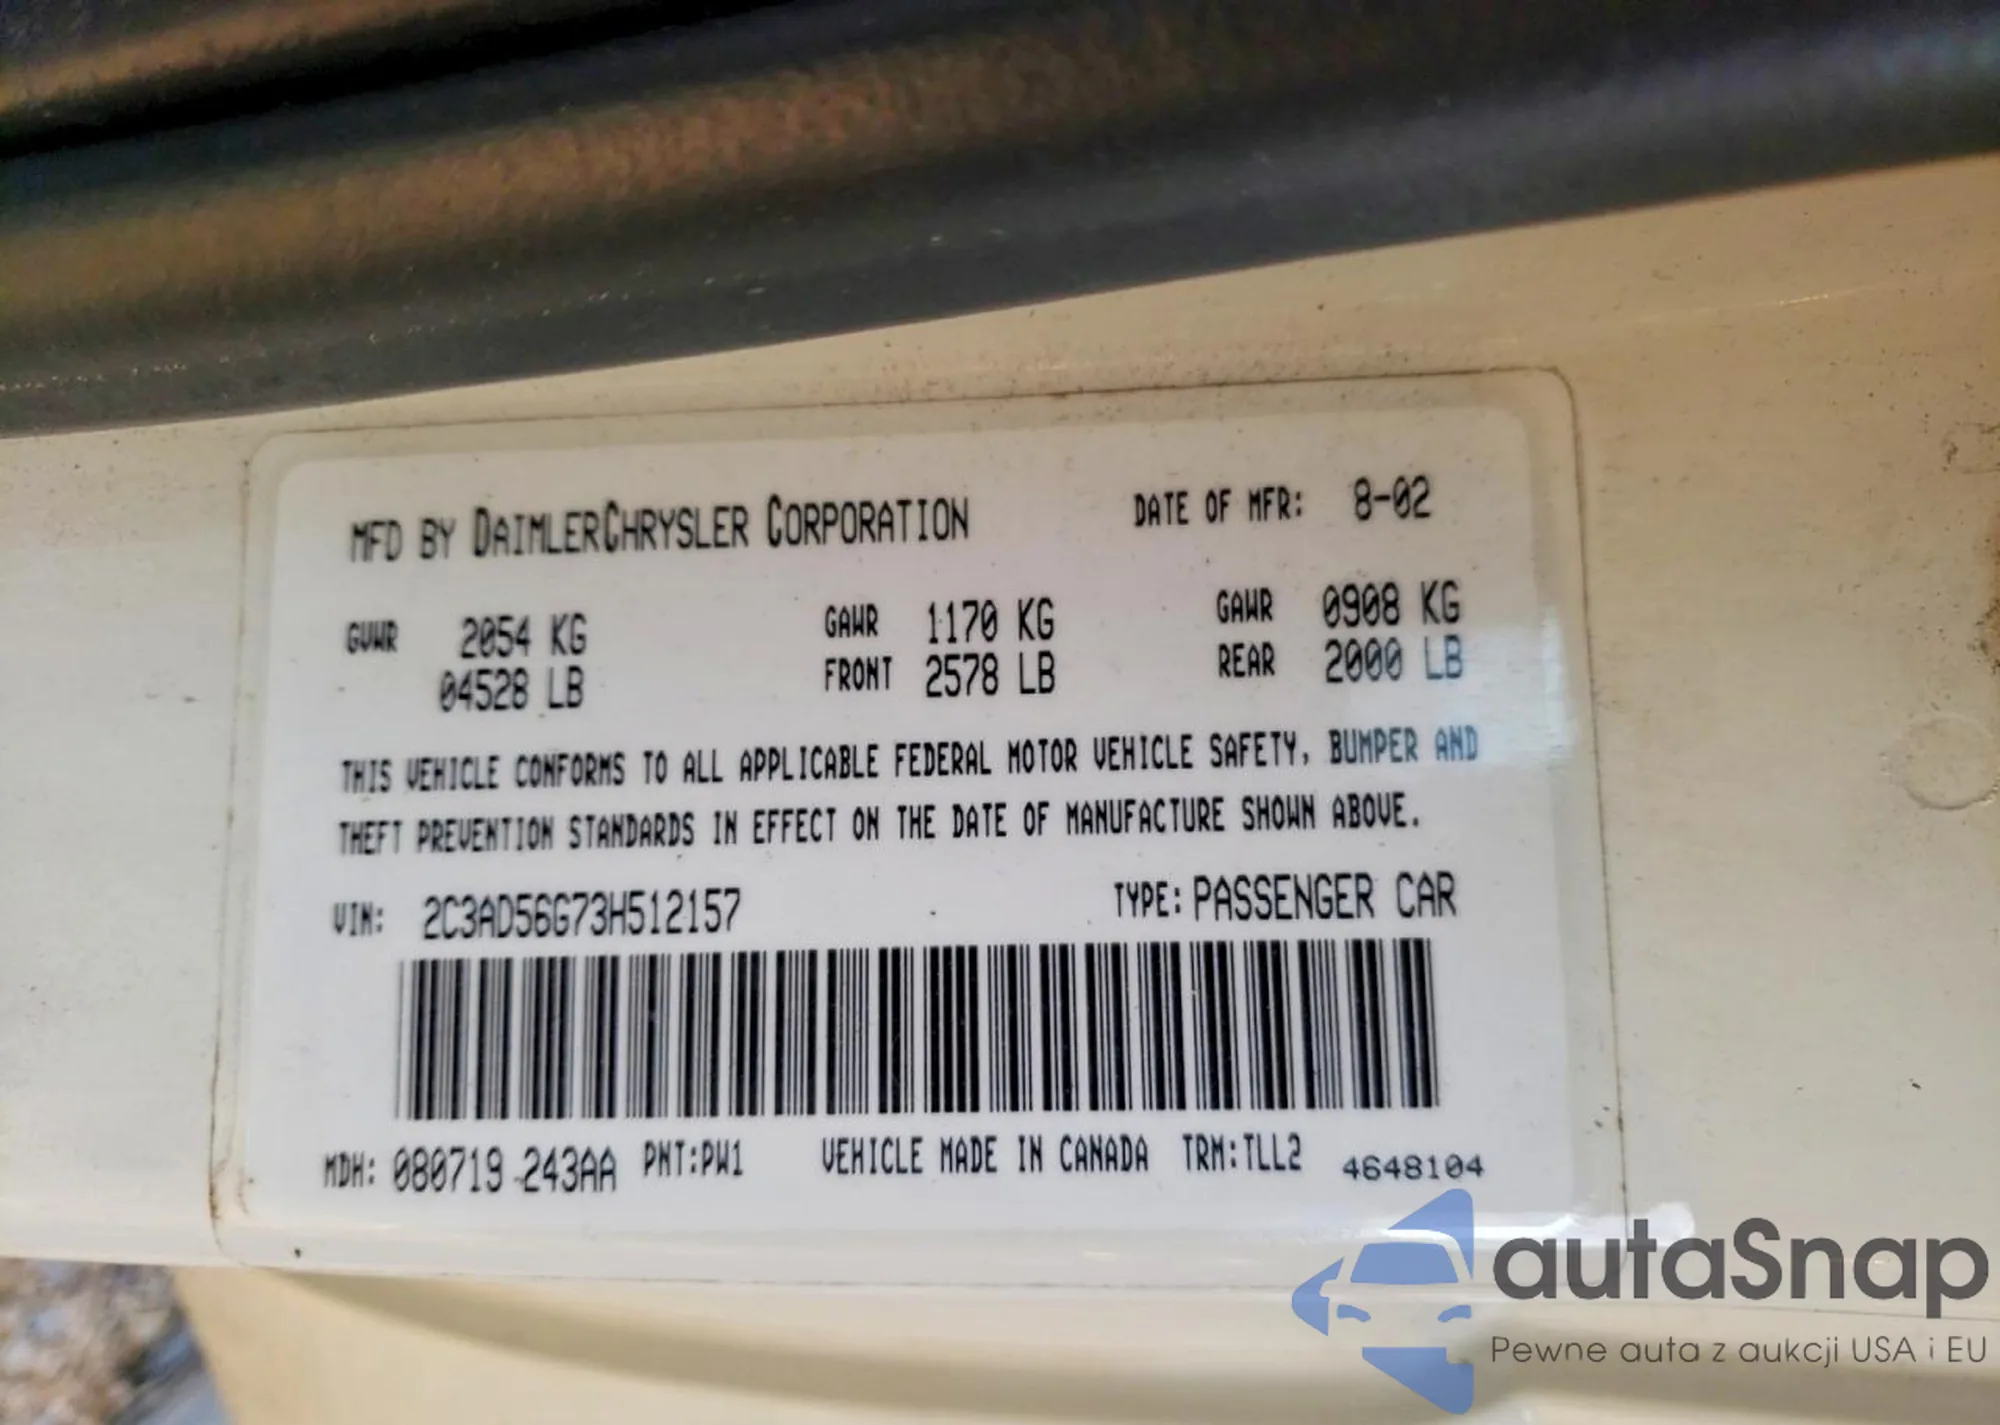 MFD BY DAIMLERCHRYSLER CORPORATION DATE OF MFR: 8-02
GVWR 2054 KG GAWR 1170 KG GAWR 0908 KG
04528 LB FRONT 2578 LB REAR 2000 LB
THIS VEHICLE CONFORMS TO ALL APPLICABLE FEDERAL MOTOR VEHICLE SAFETY, BUMPER AND
THEFT PREVENTION STANDARDS IN EFFECT ON THE DATE OF MANUFACTURE SHOWN ABOVE.
VIN: 2C3AD56G73H512157 TYPE: PASSENGER CAR
MDH: 080719 243AA PNT:PW1 VEHICLE MADE IN CANADA TRM:TLL2 4648104
autaSnap
Pewne auta z aukcji USA i EU